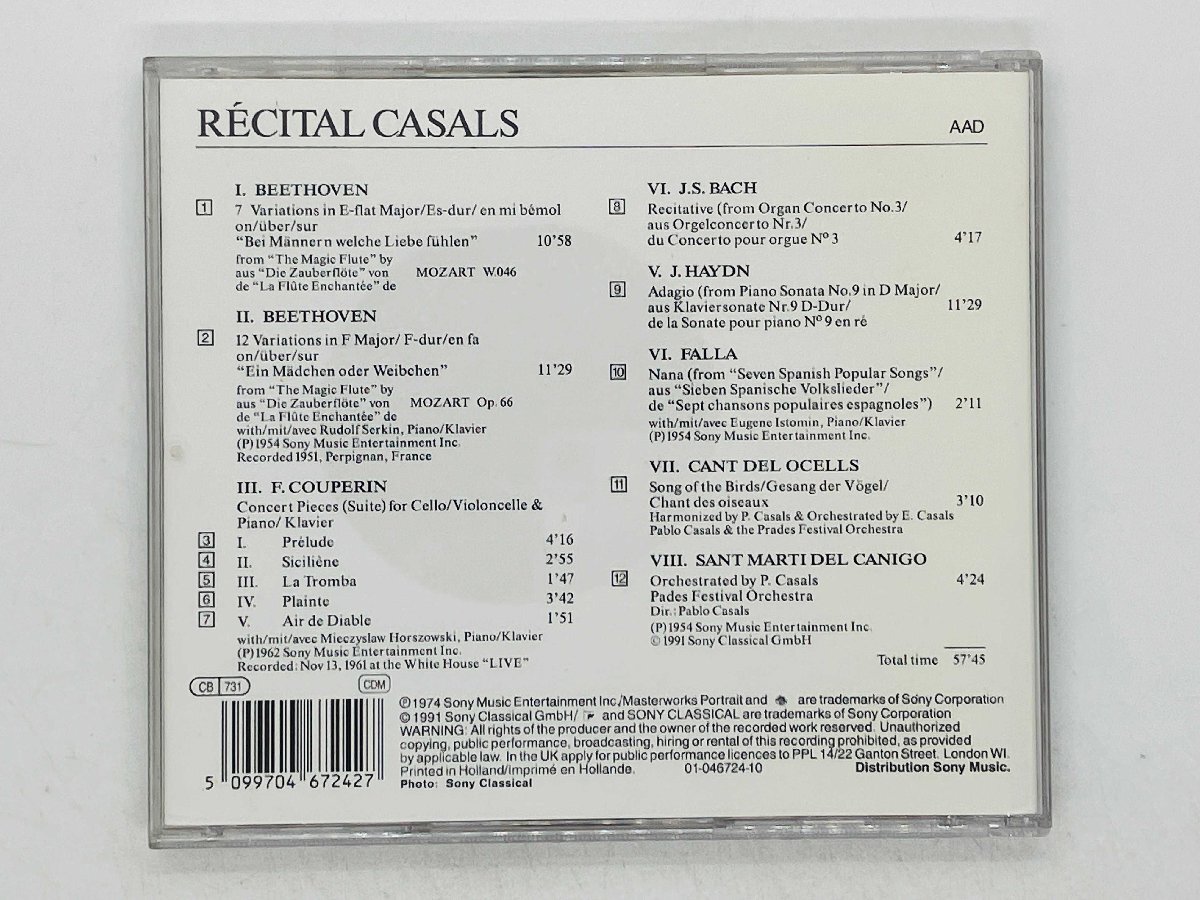 RÉCITAL CASALS
AAD
I. BEETHOVEN
1 7 Variations in E-flat Major/Es-dur/ en mi bémol
on/über/sur
“Bei Männern welche Liebe fühlen” 10’58
from “The Magic Flute” by
aus “Die Zauberflöte” von MOZART W.046
de “La Flûte Enchantée” de
II. BEETHOVEN
2 12 Variations in F Major/ F-dur/en fa
on/über/sur
“Ein Mädchen oder Weibchen” 11’29
from “The Magic Flute” by
aus “Die Zauberflöte” von MOZART Op. 66
de “La Flûte Enchantée” de
with/mit/avec Rudolf Serkin, Piano/Klavier
(P)1954 Sony Music Entertainment Inc.
Recorded 1951, Perpignan, France
III. F. COUPERIN
Concert Pieces (Suite) for Cello/Violoncelle &
Piano/ Klavier
3 I. Prélude 4’16
4 II. Siciliène 2’55
5 III. La Tromba 1’47
6 IV. Plainte 3’42
7 V. Air de Diable 1’51
with/mit/avec Mieczyslaw Horszowski, Piano/Klavier
(P)1962 Sony Music Entertainment Inc.
Recorded: Nov 13, 1961 at the White House “LIVE”
VI. J.S. BACH
8 Recitative (from Organ Concerto No.3/
aus Orgelconcerto Nr.3/
du Concerto pour orgue Nº 3 4’17
V. J. HAYDN
9 Adagio (from Piano Sonata No.9 in D Major/
aus Klaviersonate Nr.9 D-Dur/ 11’29
de la Sonate pour piano Nº 9 en ré
VI. FALLA
10 Nana (from “Seven Spanish Popular Songs”/
aus “Sieben Spanische Volkslieder”/
de “Sept chansons populaires espagnoles”) 2’11
with/mit/avec Eugene Istomin, Piano/Klavier
(P)1954 Sony Music Entertainment Inc.
VII. CANT DEL OCELLS
11 Song of the Birds/Gesang der Vögel/
Chant des oiseaux 3’10
Harmonized by P. Casals & Orchestrated by E. Casals
Pablo Casals & the Prades Festival Orchestra
VIII. SANT MARTI DEL CANIGO
12 Orchestrated by P. Casals 4’24
Pades Festival Orchestra
Dir.: Pablo Casals
(P)1954 Sony Music Entertainment Inc.
© 1991 Sony Classical GmbH
Total time 57’45
CB 731
CDM
5 099704 672427
℗ 1974 Sony Music Entertainment Inc./Masterworks Portrait and are trademarks of Sony Corporation
© 1991 Sony Classical GmbH/ and SONY CLASSICAL are trademarks of Sony Corporation
WARNING: All rights of the producer and the owner of the recorded work reserved. Unauthorized
copying, public performance, broadcasting, hiring or rental of this recording prohibited, as provided
by applicable law. In the UK apply for public performance licences to PPL 14/22 Ganton Street. London WI.
Printed in Holland/imprimé en Hollande. 01-046724-10 Distribution Sony Music.
Photo: Sony Classical